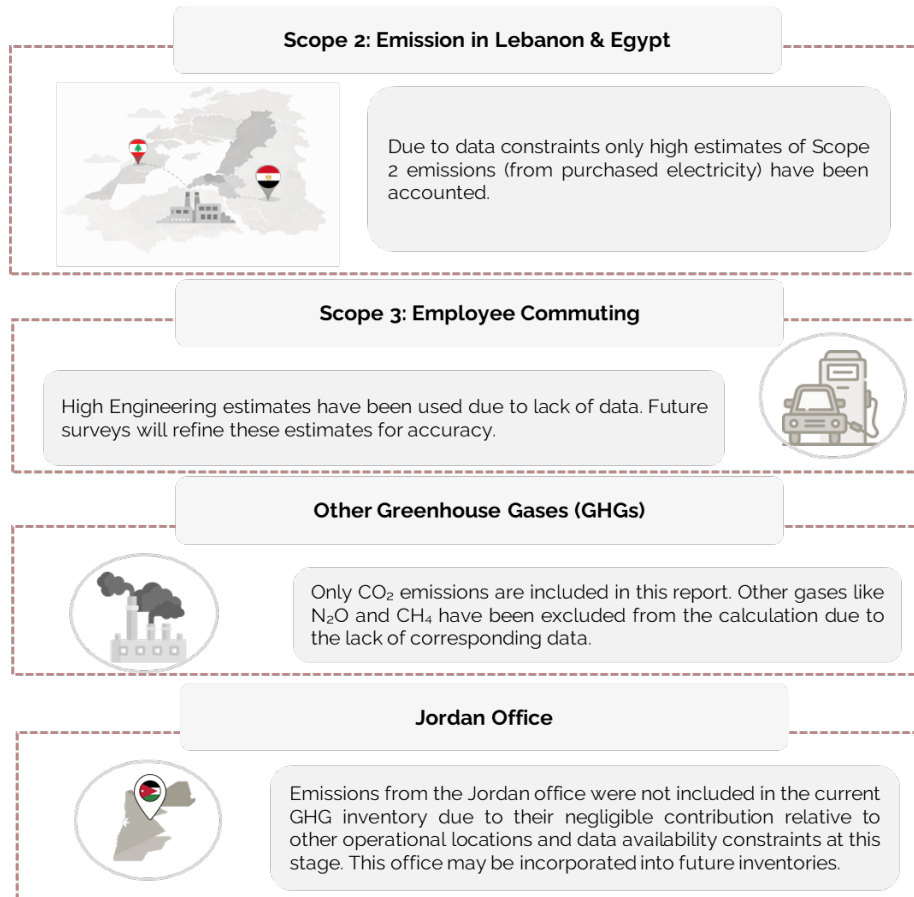 Scope 2: Emission in Lebanon & Egypt
Due to data constraints only high estimates of Scope
2 emissions (from purchased electricity) have been
accounted.
Scope 3: Employee Commuting
High Engineering estimates have been used due to lack of data. Future
surveys will refine these estimates for accuracy.
Other Greenhouse Gases (GHGs)
Only CO₂ emissions are included in this report. Other gases like
N₂O and CH₄ have been excluded from the calculation due to
the lack of corresponding data.
Jordan Office
Emissions from the Jordan office were not included in the current
GHG inventory due to their negligible contribution relative to
other operational locations and data availability constraints at this
stage. This office may be incorporated into future inventories.